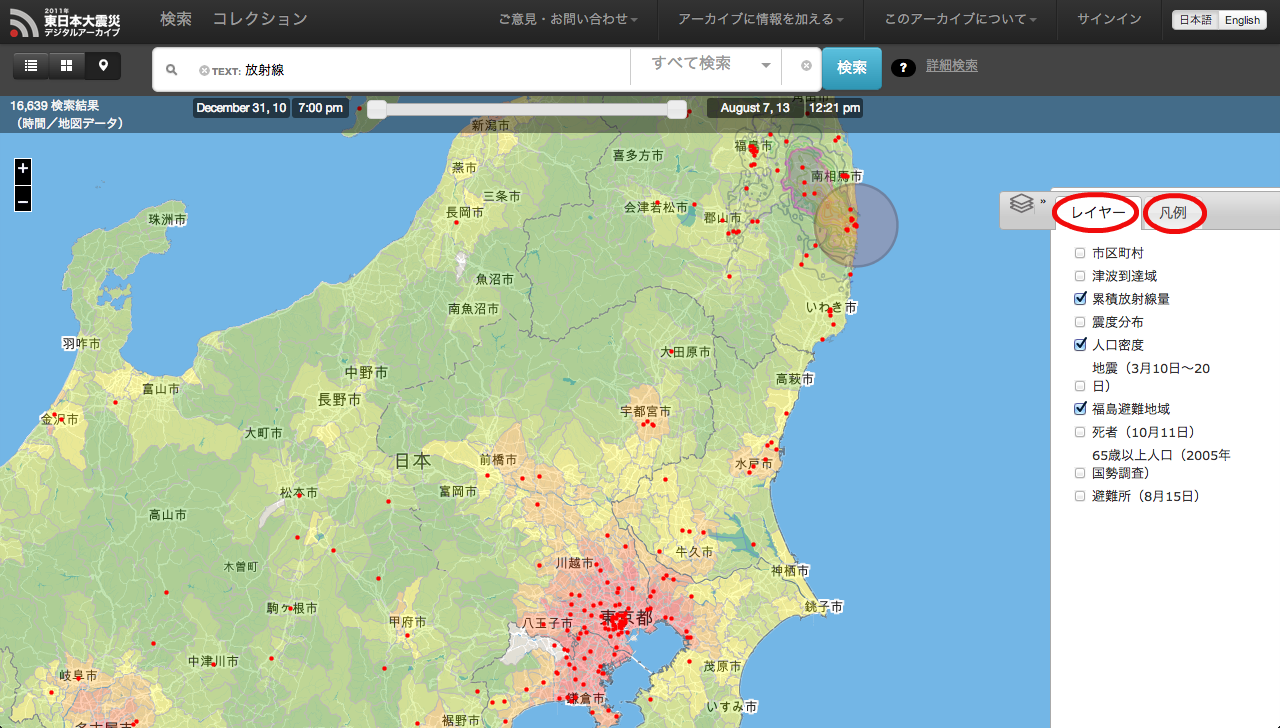 2011年
東日本大震災
デジタルアーカイブ
検索 コレクション
ご意見・お問い合わせ
アーカイブに情報を加える
このアーカイブについて
サインイン
日本語 English
TEXT: 放射線
すべて検索
検索
?
詳細検索
16,639 検索結果
（時間／地図データ）
December 31, 10 7:00 pm
August 7, 13 12:21 pm
+
−
新潟市
福島市
喜多方市
燕市
南相馬市
三条市
会津若松市
長岡市
郡山市
珠洲市
魚沼市
南魚沼市
いわき市
羽咋市
大田原市
中野市
高萩市
富山市
長野市
宇都宮市
金沢市
大町市
日本
前橋市
水戸市
富岡市
松本市
高山市
牛久市
川越市
木曽町
神栖市
駒ヶ根市
銚子市
東京都
甲府市
八王子市
中津川市
茂原市
岐阜市
鎌倉市
いすみ市
裾野市
名古屋市
»
レイヤー 凡例
市区町村
津波到達域
累積放射線量
震度分布
人口密度
地震（3月10日〜20
日）
福島避難地域
死者（10月11日）
65歳以上人口（2005年
国勢調査）
避難所（8月15日）